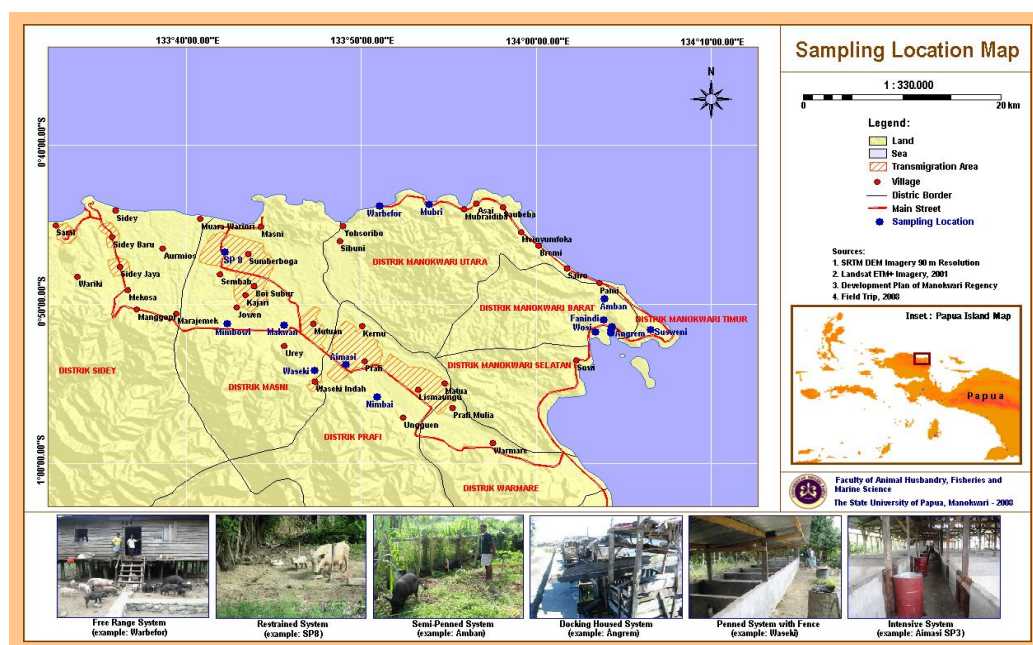 133°40'00.00"E
133°50'00.00"E
134°00'00.00"E
134°10'00.00"E
0°40'00.00"S
0°50'00.00"S
1°00'00.00"S
N
Sami
Sidey
Sidey Baru
Sidey Jaya
Wariki
Mekosa
Manggopi
Marajemek
Aurmios
Muara Wariori
Masni
SP 8
Sumberboga
Sembab
Boi Subur
Kajari
Jowen
Mimbowi
Makwan
Urey
Mutuan
Kernu
Aimasi
Prafi
Waseki
Waseki Indah
Nimbai
Lismaungu
Matua
Prafi Mulia
Ungguen
Warmare
Yohsoribo
Sibuni
Warbefor
Mubri
Mubraidiba
Asai
Saubeba
Meinyumfoka
Bremi
Sairo
Pami
Amban
Fanindi
Wosi
Angrem
Susweni
Sowi
DISTRIK MANOKWARI UTARA
DISTRIK MANOKWARI BARAT
DISTRIK MANOKWARI TIMUR
DISTRIK MANOKWARI SELATAN
DISTRIK SIDEY
DISTRIK MASNI
DISTRIK PRAFI
DISTRIK WARMARE
Sampling Location Map
1 : 330.000
0
20 km
Legend:
Land
Sea
Transmigration Area
Village
Distric Border
Main Street
Sampling Location
Sources:
1. SRTM DEM Imagery 90 m Resolution
2. Landsat ETM+ Imagery, 2001
3. Development Plan of Manokwari Regency
4. Field Trip, 2008
Inset : Papua Island Map
Papua
Faculty of Animal Husbandry, Fisheries and
Marine Science
The State University of Papua, Manokwari - 2008
Free Range System
(example: Warbefor)
Restrained System
(example: SP8)
Semi-Penned System
(example: Amban)
Docking Housed System
(example: Angrem)
Penned System with Fence
(example: Waseki)
Intensive System
(example: Aimasi SP3)